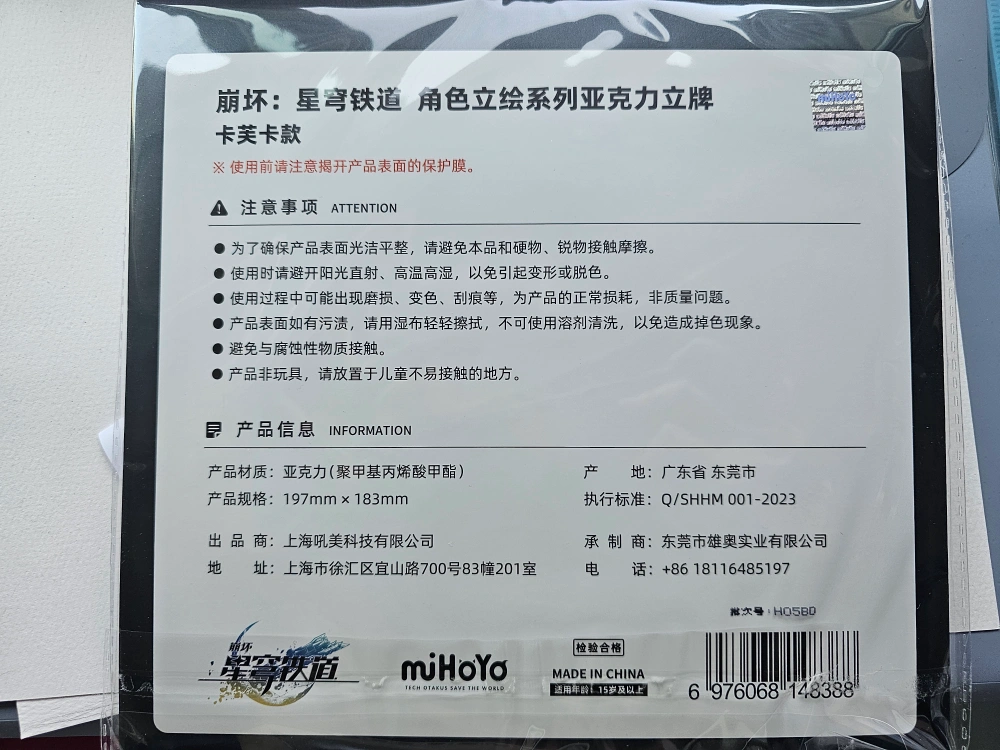 崩坏：星穹铁道 角色立绘系列亚克力立牌
卡芙卡款
※ 使用前请注意揭开产品表面的保护膜。
注意事项 ATTENTION
● 为了确保产品表面光洁平整，请避免本品和硬物、锐物接触摩擦。
● 使用时请避开阳光直射、高温高湿，以免引起变形或脱色。
● 使用过程中可能出现磨损、变色、刮痕等，为产品的正常损耗，非质量问题。
● 产品表面如有污渍，请用湿布轻轻擦拭，不可使用溶剂清洗，以免造成掉色现象。
● 避免与腐蚀性物质接触。
● 产品非玩具，请放置于儿童不易接触的地方。
产品信息 INFORMATION
产品材质：亚克力（聚甲基丙烯酸甲酯）
产品规格：197mm × 183mm
产 地：广东省 东莞市
执行标准：Q/SHHM 001-2023
出 品 商：上海吼美科技有限公司
地 址：上海市徐汇区宜山路700号83幢201室
承 制 商：东莞市雄奥实业有限公司
电 话：+86 18116485197
批次号：H05BD
崩坏
星穹铁道
miHoYo
TECH OTAKUS SAVE THE WORLD
检验合格
MADE IN CHINA
适用年龄：15岁及以上
6 976068 148388